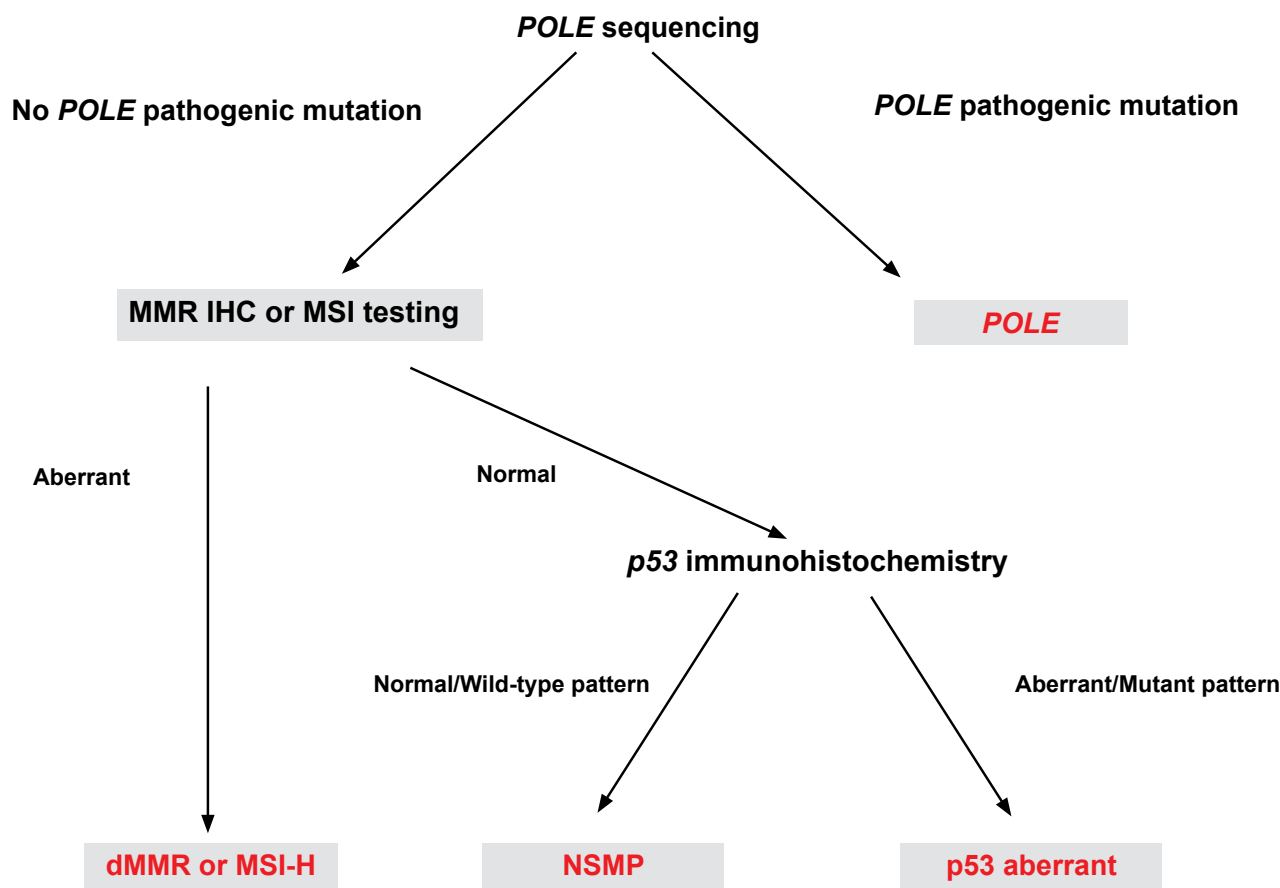 POLE sequencing
No POLE pathogenic mutation
POLE pathogenic mutation
MMR IHC or MSI testing
POLE
Aberrant
Normal
p53 immunohistochemistry
Normal/Wild-type pattern
Aberrant/Mutant pattern
dMMR or MSI-H
NSMP
p53 aberrant